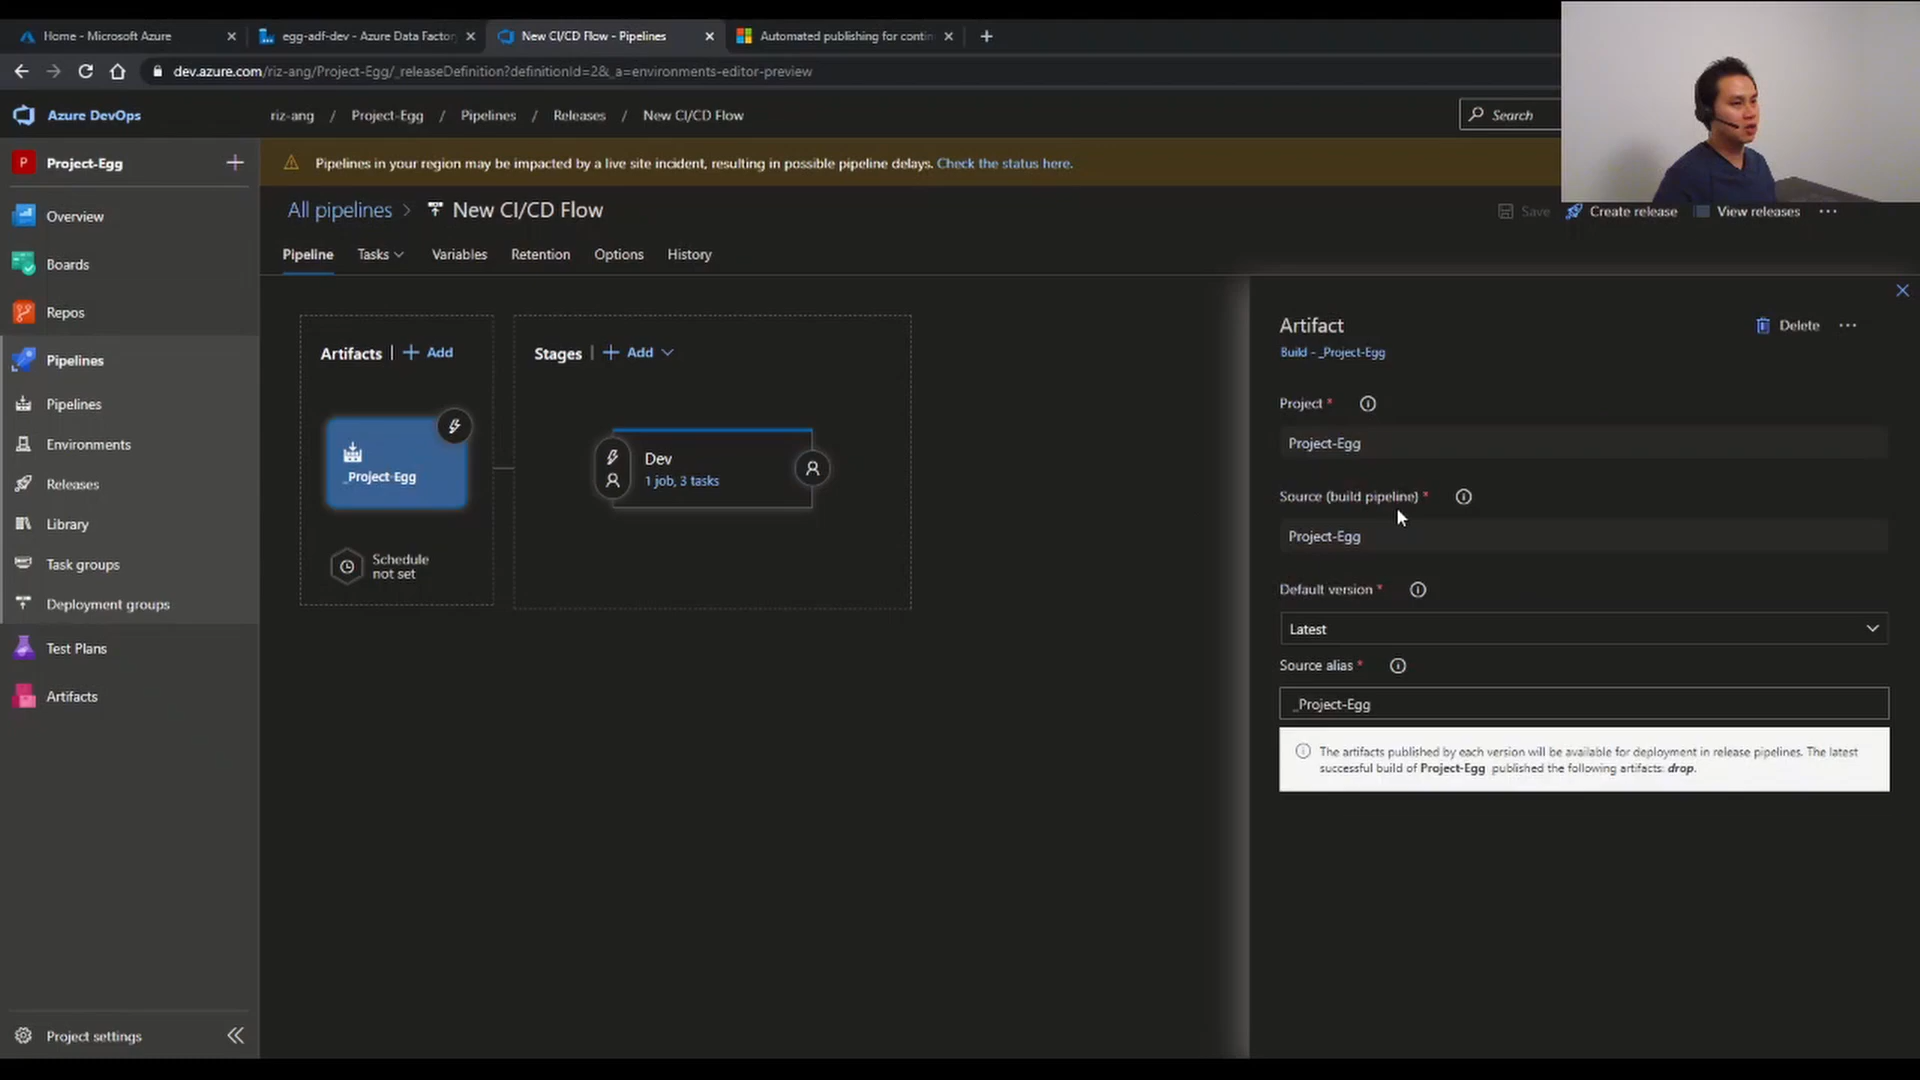 Home - Microsoft Azure
egg-adf-dev - Azure Data Factory
New CI/CD Flow - Pipelines
Automated publishing for contin
dev.azure.com/riz-ang/Project-Egg/_releaseDefinition?definitionId=2&_a=environments-editor-preview
Azure DevOps
riz-ang / Project-Egg / Pipelines / Releases / New CI/CD Flow
Search
P Project-Egg
Pipelines in your region may be impacted by a live site incident, resulting in possible pipeline delays. Check the status here.
Overview
Boards
Repos
Pipelines
Pipelines
Environments
Releases
Library
Task groups
Deployment groups
Test Plans
Artifacts
Project settings
All pipelines > New CI/CD Flow
Save
Create release
View releases
Pipeline
Tasks
Variables
Retention
Options
History
Artifacts | + Add
_Project-Egg
Schedule
not set
Stages | + Add
Dev
1 job, 3 tasks
Artifact
Delete
Build - _Project-Egg
Project *
Project-Egg
Source (build pipeline) *
Project-Egg
Default version *
Latest
Source alias *
_Project-Egg
The artifacts published by each version will be available for deployment in release pipelines. The latest
successful build of Project-Egg published the following artifacts: drop.